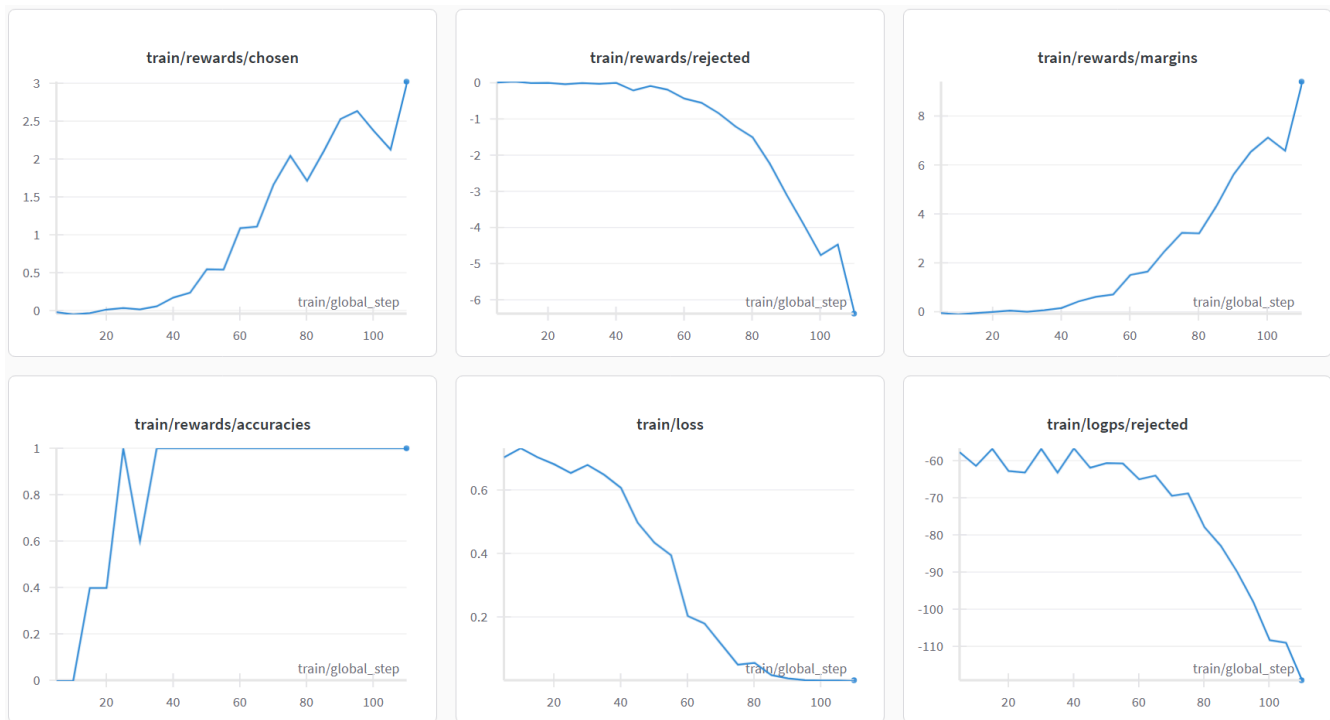 train/rewards/chosen
3
2.5
2
1.5
1
0.5
0
train/global_step
20 40 60 80 100
train/rewards/rejected
0
-1
-2
-3
-4
-5
-6
train/global_step
20 40 60 80 100
train/rewards/margins
8
6
4
2
0
train/global_step
20 40 60 80 100
train/rewards/accuracies
1
0.8
0.6
0.4
0.2
0
train/global_step
20 40 60 80 100
train/loss
0.6
0.4
0.2
train/global_step
20 40 60 80 100
train/logps/rejected
-60
-70
-80
-90
-100
-110
train/global_step
20 40 60 80 100